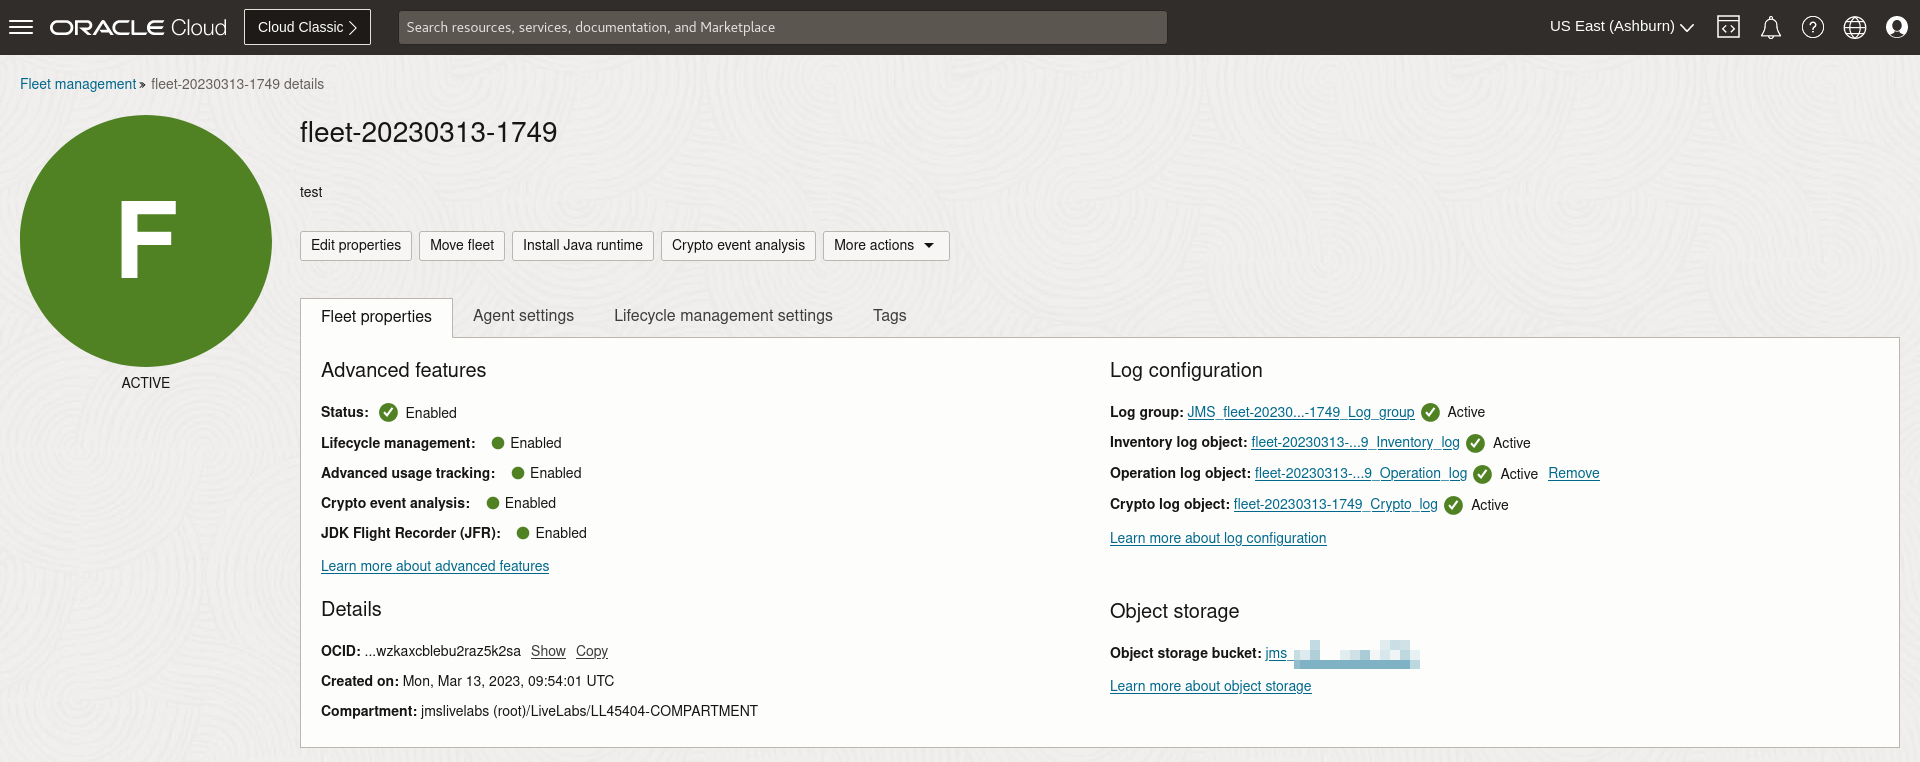 ORACLE Cloud
Cloud Classic
Search resources, services, documentation, and Marketplace
US East (Ashburn)
Fleet management » fleet-20230313-1749 details
F
ACTIVE
fleet-20230313-1749
test
Edit properties
Move fleet
Install Java runtime
Crypto event analysis
More actions
Fleet properties
Agent settings
Lifecycle management settings
Tags
Advanced features
Status: Enabled
Lifecycle management: Enabled
Advanced usage tracking: Enabled
Crypto event analysis: Enabled
JDK Flight Recorder (JFR): Enabled
Learn more about advanced features
Details
OCID: ...wzkaxcblebu2raz5k2sa Show Copy
Created on: Mon, Mar 13, 2023, 09:54:01 UTC
Compartment: jmslivelabs (root)/LiveLabs/LL45404-COMPARTMENT
Log configuration
Log group: JMS_fleet-20230...-1749_Log_group Active
Inventory log object: fleet-20230313-...9_Inventory_log Active
Operation log object: fleet-20230313-...9_Operation_log Active Remove
Crypto log object: fleet-20230313-1749_Crypto_log Active
Learn more about log configuration
Object storage
Object storage bucket: jms_
Learn more about object storage